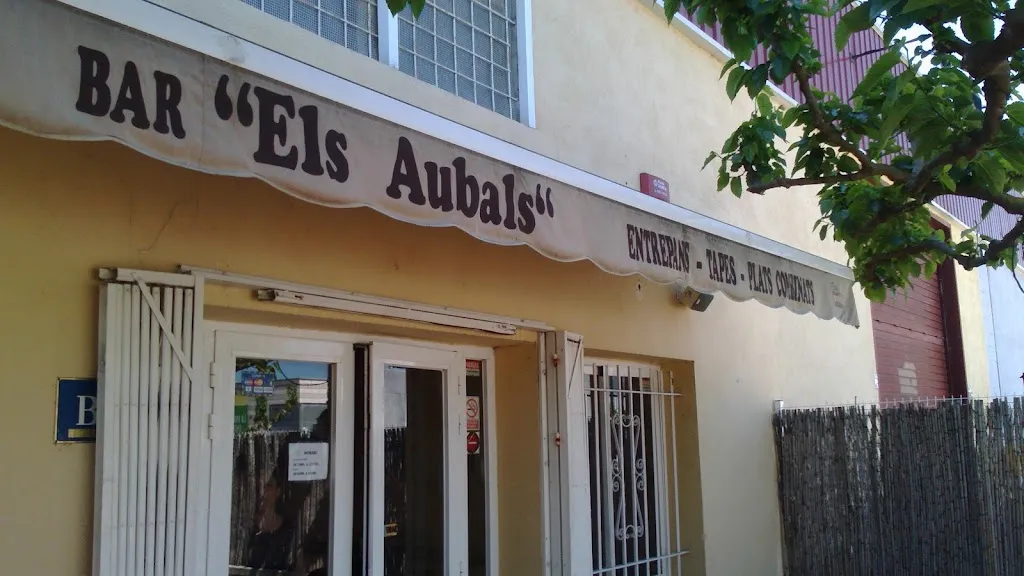 BAR “Els Aubals“
ENTREPANS - TAPES - PLATS COMBINATS
B